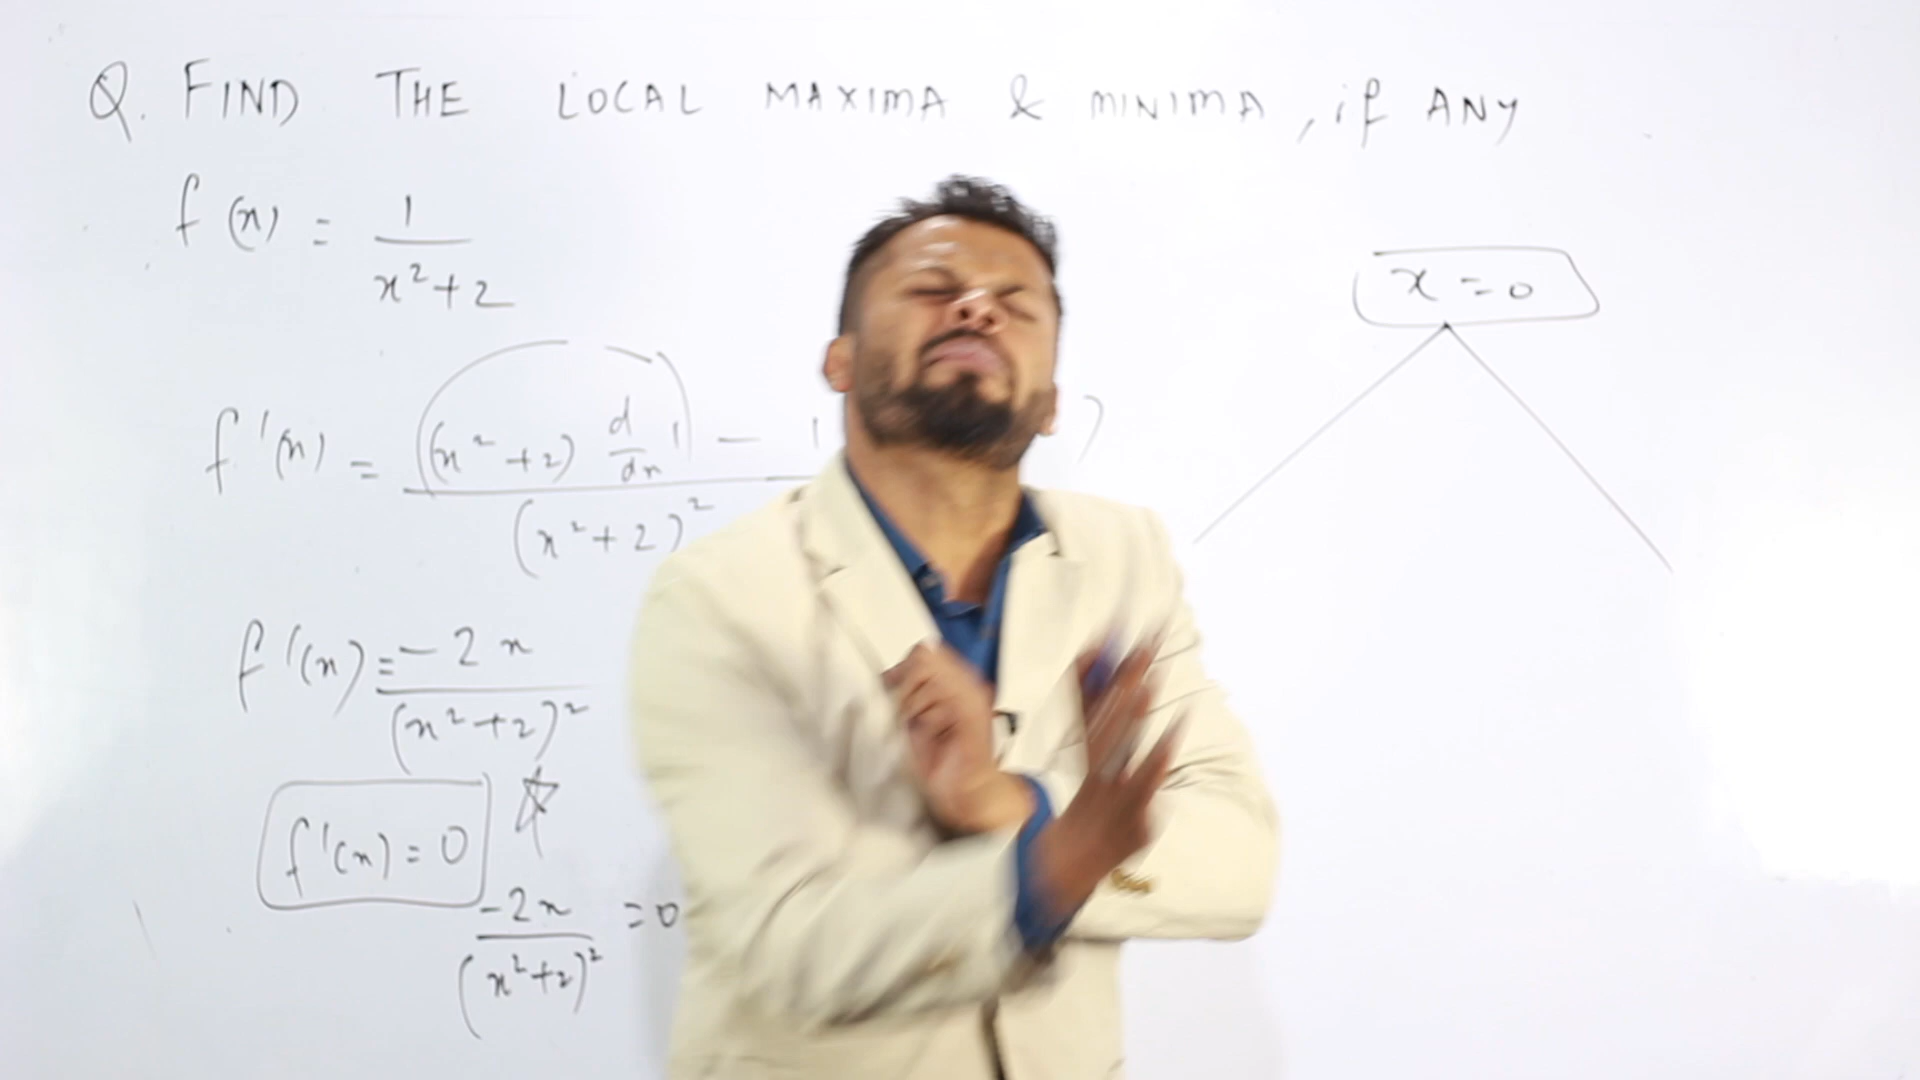 Q. FIND THE LOCAL MAXIMA & MINIMA, if ANY
f(x) = 1/(x²+2)
f'(x) = ((x²+2) d/dx 1 - 1 )/(x²+2)²
f'(x) = -2x/(x²+2)²
f'(x) = 0
-2x/(x²+2)² = 0
x = 0